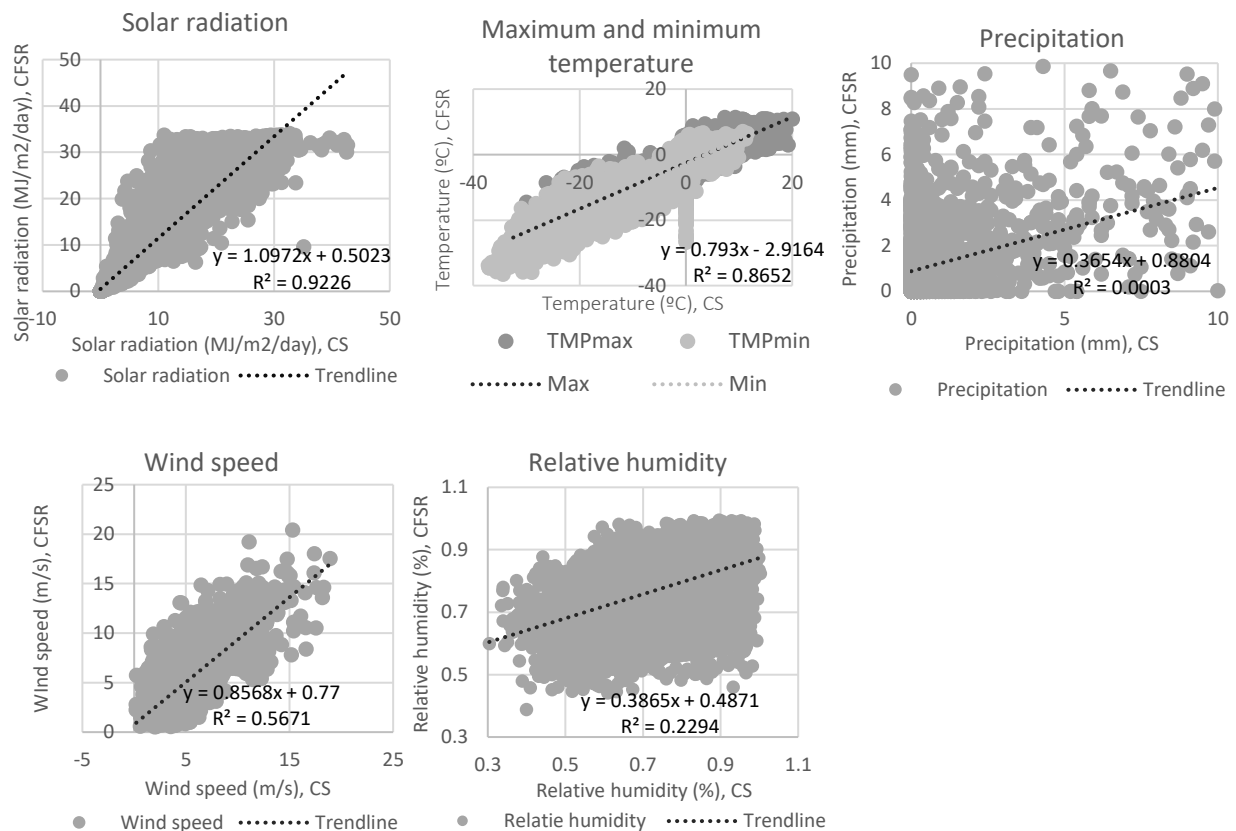 Solar radiation
Solar radiation (MJ/m2/day), CFSR
40
30
20
10
0
-10
10
30
50
y = 1.0972x + 0.5023
R² = 0.9226
Solar radiation (MJ/m2/day), CS
Solar radiation
Trendline
Maximum and minimum
temperature
Temperature (ºC), CFSR
20
0
-20
-40
-40
-20
0
20
y = 0.793x - 2.9164
R² = 0.8652
Temperature (ºC), CS
TMPmax
TMPmin
Max
Min
Precipitation
Precipitation (mm), CFSR
10
8
6
4
2
0
0
5
10
y = 0.3654x + 0.8804
R² = 0.0003
Precipitation (mm), CS
Precipitation
Trendline
Wind speed
WInd speed (m/s), CFSR
25
20
15
10
5
0
-5
5
15
25
y = 0.8568x + 0.77
R² = 0.5671
Wind speed (m/s), CS
Wind speed
Trendline
Relative humidity
Relative humidity (%), CFSR
1.1
0.9
0.7
0.5
0.3
0.3
0.5
0.7
0.9
1.1
y = 0.3865x + 0.4871
R² = 0.2294
Relative humidity (%), CS
Relatie humidity
Trendline